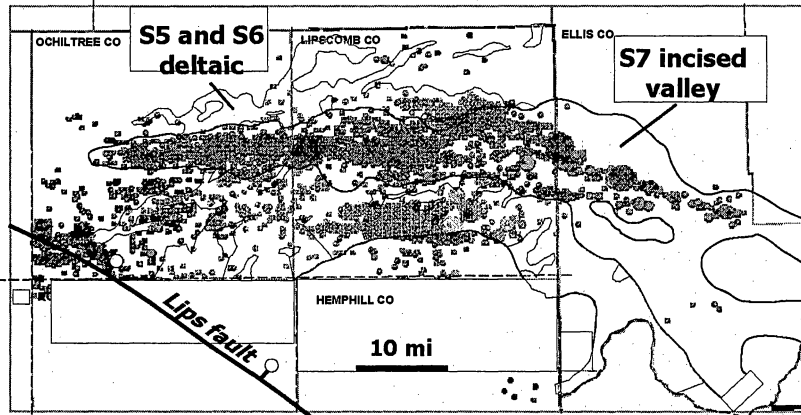 OCHILTREE CO
S5 and S6
deltaic
LIPSCOMB CO
ELLIS CO
S7 incised
valley
Lips fault
HEMPHILL CO
10 mi